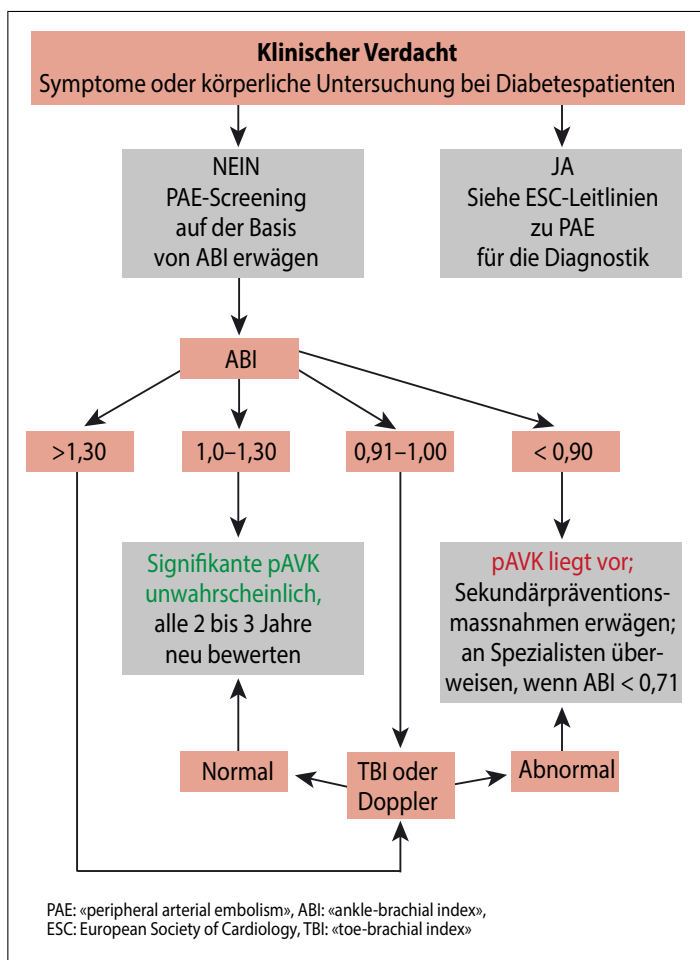 Klinischer Verdacht
Symptome oder körperliche Untersuchung bei Diabetespatienten
NEIN
PAE-Screening
auf der Basis
von ABI erwägen
JA
Siehe ESC-Leitlinien
zu PAE
für die Diagnostik
ABI
>1,30
1,0–1,30
0,91–1,00
< 0,90
Signifikante pAVK
unwahrscheinlich,
alle 2 bis 3 Jahre
neu bewerten
pAVK liegt vor;
Sekundärpräventions-
massnahmen erwägen;
an Spezialisten über-
weisen, wenn ABI < 0,71
Normal
TBI oder
Doppler
Abnormal
PAE: «peripheral arterial embolism», ABI: «ankle-brachial index»,
ESC: European Society of Cardiology, TBI: «toe-brachial index»